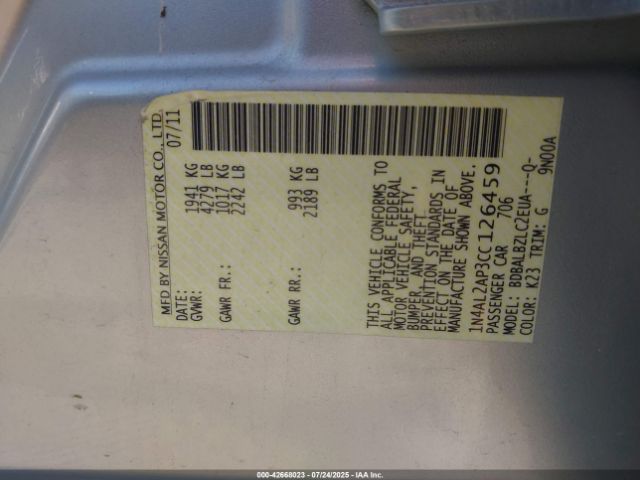 MFD BY NISSAN MOTOR CO., LTD.
DATE: 07/11
GVWR: 1941 KG
4279 LB
GAWR FR.: 1017 KG
2242 LB
GAWR RR.: 993 KG
2189 LB
THIS VEHICLE CONFORMS TO
ALL APPLICABLE FEDERAL
MOTOR VEHICLE SAFETY,
BUMPER, AND THEFT
PREVENTION STANDARDS IN
EFFECT ON THE DATE OF
MANUFACTURE SHOWN ABOVE.
1N4AL2AP3CC126459
PASSENGER CAR 706
MODEL: BDBALBZLC2EUA----Q-
COLOR: K23 TRIM: G 9N00A
000-42668023 - 07/24/2025 - IAA Inc.